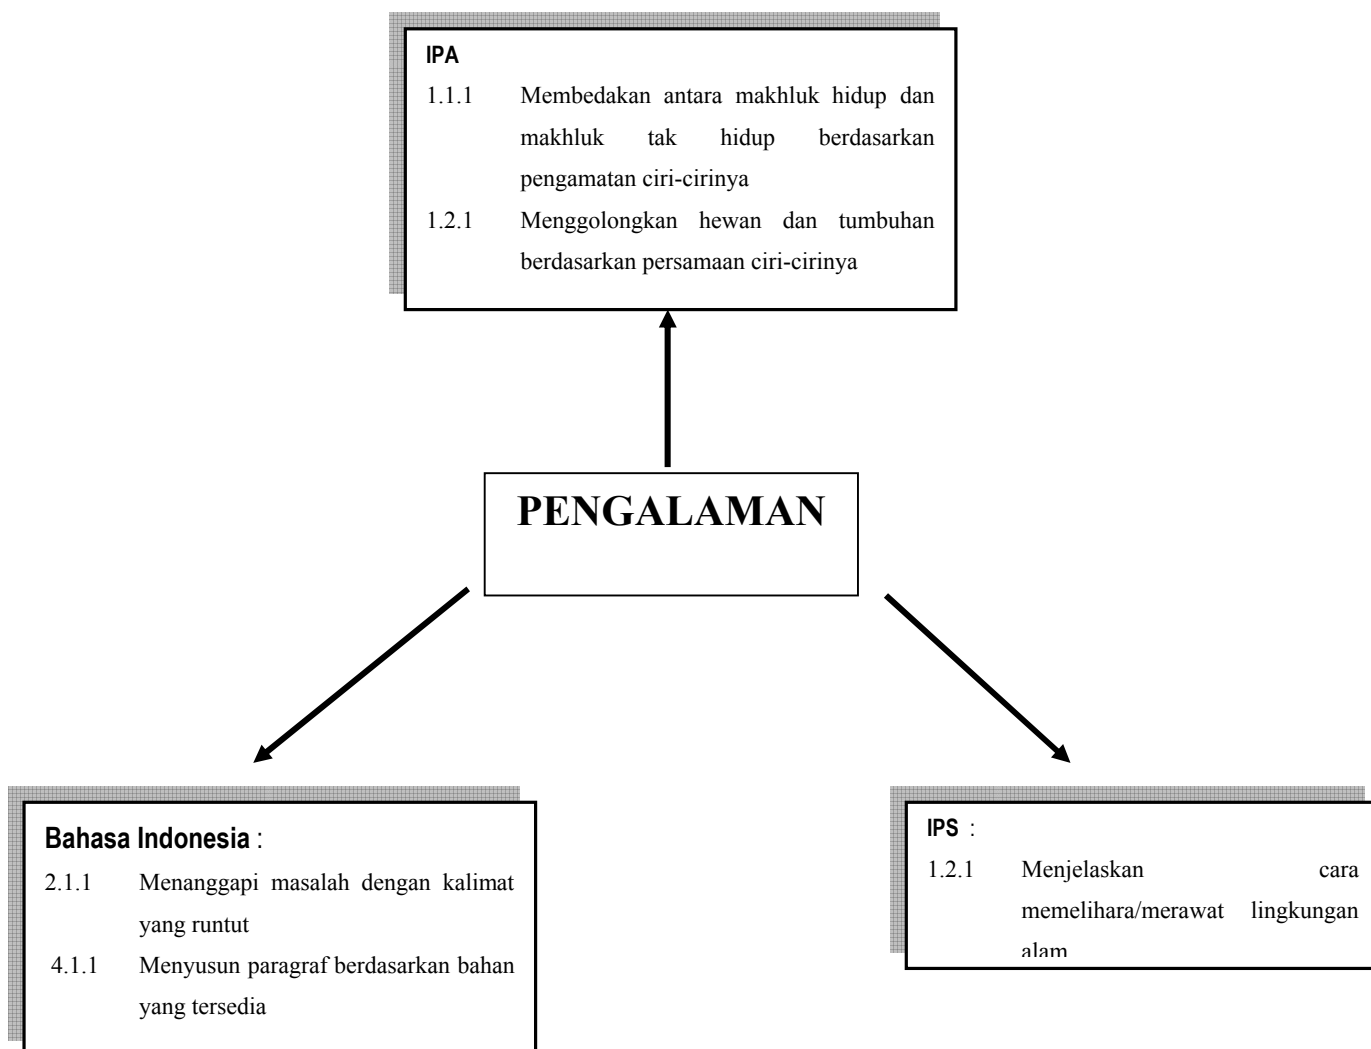 IPA
1.1.1 Membedakan antara makhluk hidup dan
makhluk tak hidup berdasarkan
pengamatan ciri-cirinya
1.2.1 Menggolongkan hewan dan tumbuhan
berdasarkan persamaan ciri-cirinya
PENGALAMAN
Bahasa Indonesia :
2.1.1 Menanggapi masalah dengan kalimat
yang runtut
4.1.1 Menyusun paragraf berdasarkan bahan
yang tersedia
IPS :
1.2.1 Menjelaskan cara
memelihara/merawat lingkungan
alam